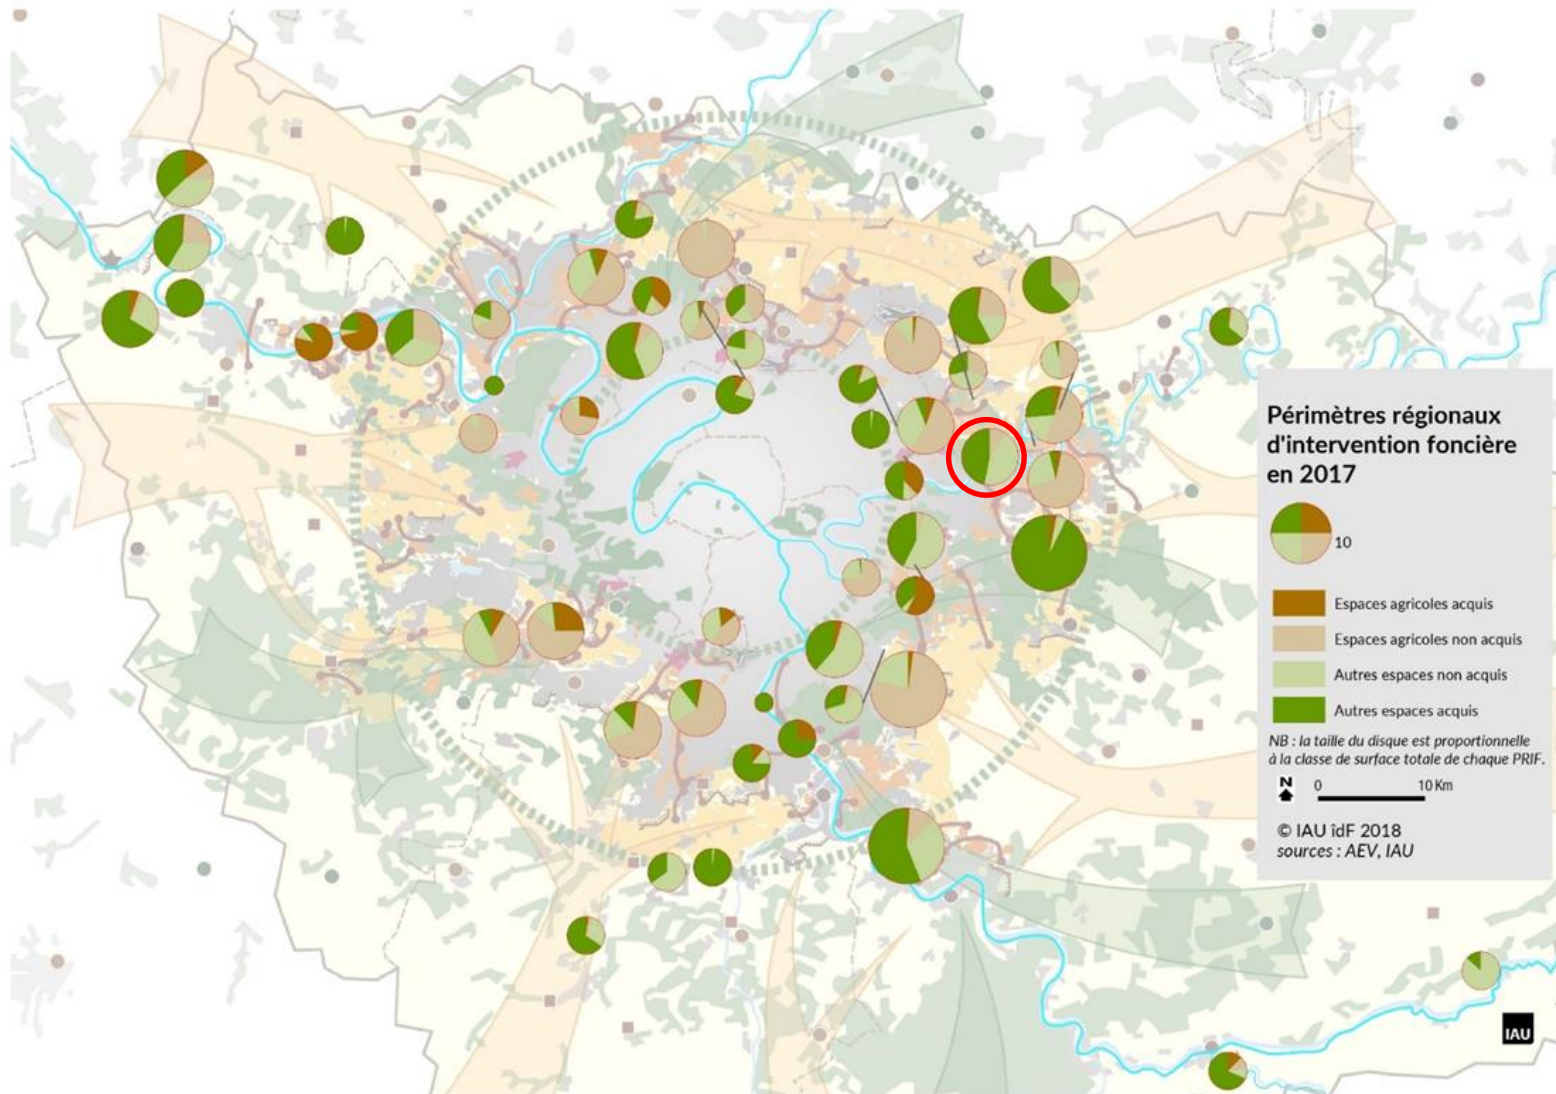 Périmètres régionaux
d'intervention foncière
en 2017
10
Espaces agricoles acquis
Espaces agricoles non acquis
Autres espaces non acquis
Autres espaces acquis
NB : la taille du disque est proportionnelle
à la classe de surface totale de chaque PRIF.
N
0 10 Km
© IAU îdF 2018
sources : AEV, IAU
IAU